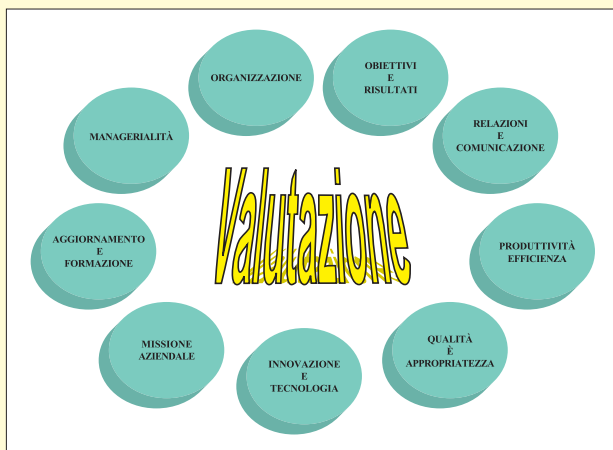 ORGANIZZAZIONE
OBIETTIVI
E
RISULTATI
RELAZIONI
E
COMUNICAZIONE
PRODUTTIVITÀ
EFFICIENZA
QUALITÀ
È
APPROPRIATEZZA
INNOVAZIONE
E
TECNOLOGIA
MISSIONE
AZIENDALE
AGGIORNAMENTO
E
FORMAZIONE
MANAGERIALITÀ
Valutazione